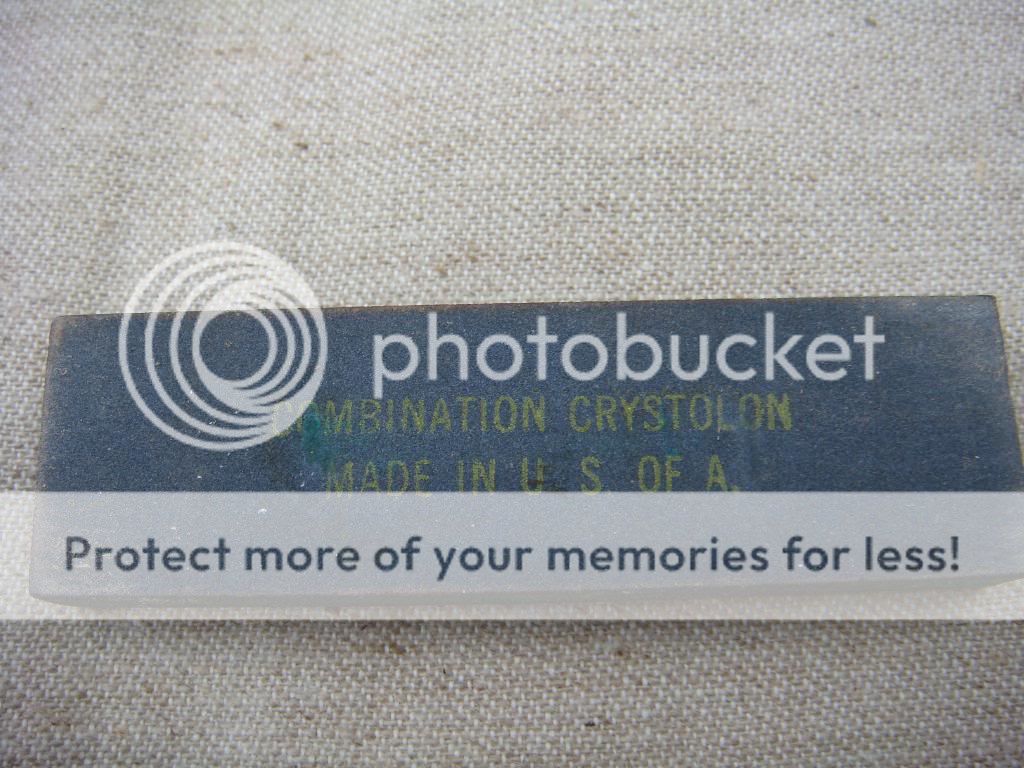 photobucket
COMBINATION CRYSTOLON
MADE IN U. S. OF A.
Protect more of your memories for less!